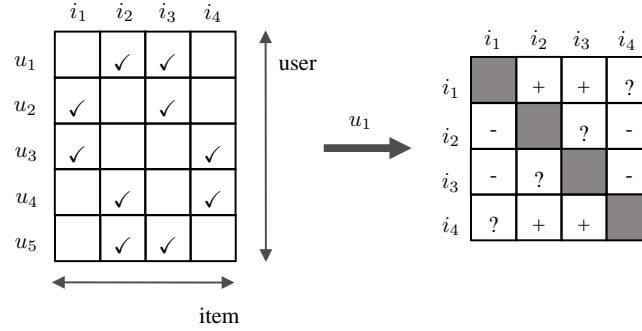 i₁ i₂ i₃ i₄
u₁ ✓ ✓
u₂ ✓ ✓
u₃ ✓ ✓
u₄ ✓ ✓
u₅ ✓ ✓
user
item
u₁
i₁ i₂ i₃ i₄
i₁ + + ?
i₂ - ? -
i₃ - ? -
i₄ ? + +